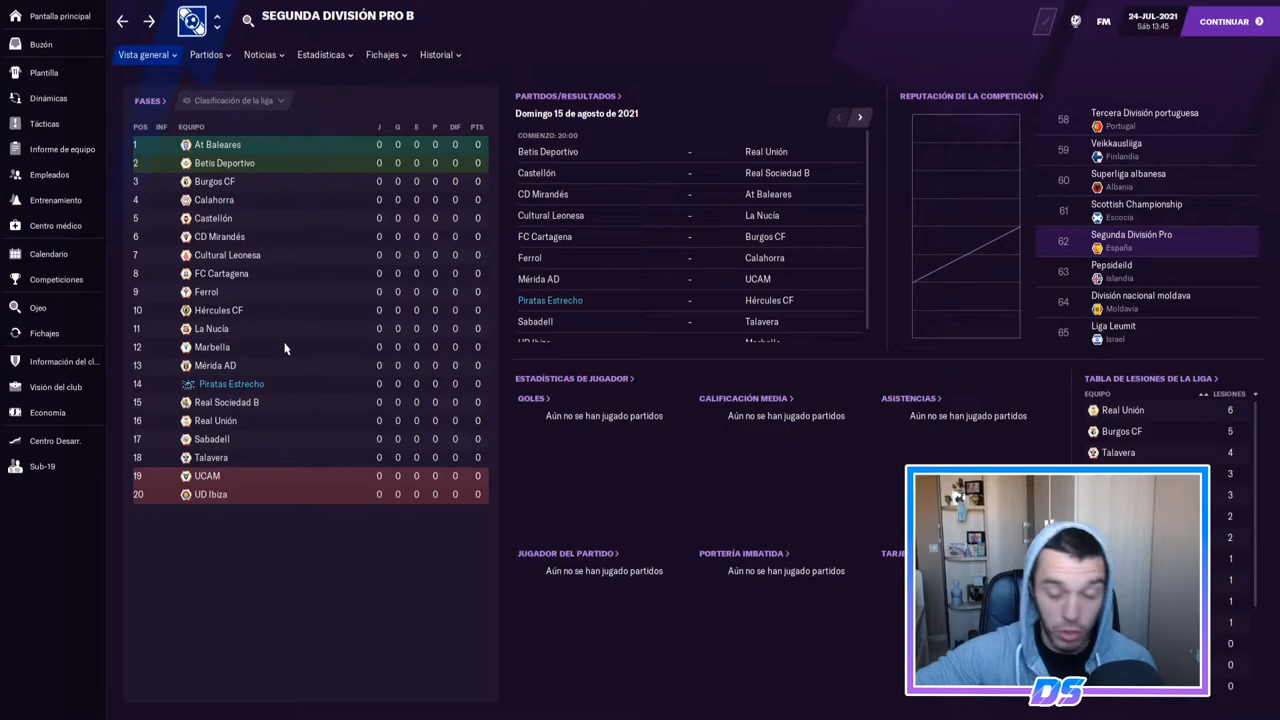 Pantalla principal
Buzón
Plantilla
Dinámicas
Tácticas
Informe de equipo
Empleados
Entrenamiento
Centro médico
Calendario
Competiciones
Ojeo
Fichajes
Información del cl...
Visión del club
Economía
Centro Desarr.
Sub-19
SEGUNDA DIVISIÓN PRO B
FM
24-JUL-2021
Sáb 13:45
CONTINUAR
Vista general
Partidos
Noticias
Estadísticas
Fichajes
Historial
FASES
Clasificación de la liga
POS INF EQUIPO J G E P DIF PTS
1 At Baleares 0 0 0 0 0 0
2 Betis Deportivo 0 0 0 0 0 0
3 Burgos CF 0 0 0 0 0 0
4 Calahorra 0 0 0 0 0 0
5 Castellón 0 0 0 0 0 0
6 CD Mirandés 0 0 0 0 0 0
7 Cultural Leonesa 0 0 0 0 0 0
8 FC Cartagena 0 0 0 0 0 0
9 Ferrol 0 0 0 0 0 0
10 Hércules CF 0 0 0 0 0 0
11 La Nucía 0 0 0 0 0 0
12 Marbella 0 0 0 0 0 0
13 Mérida AD 0 0 0 0 0 0
14 Piratas Estrecho 0 0 0 0 0 0
15 Real Sociedad B 0 0 0 0 0 0
16 Real Unión 0 0 0 0 0 0
17 Sabadell 0 0 0 0 0 0
18 Talavera 0 0 0 0 0 0
19 UCAM 0 0 0 0 0 0
20 UD Ibiza 0 0 0 0 0 0
PARTIDOS/RESULTADOS
Domingo 15 de agosto de 2021
COMIENZO: 20:00
Betis Deportivo - Real Unión
Castellón - Real Sociedad B
CD Mirandés - At Baleares
Cultural Leonesa - La Nucía
FC Cartagena - Burgos CF
Ferrol - Calahorra
Mérida AD - UCAM
Piratas Estrecho - Hércules CF
Sabadell - Talavera
UD Ibiza - Marbella
REPUTACIÓN DE LA COMPETICIÓN
58 Tercera División portuguesa
Portugal
59 Veikkausliiga
Finlandia
60 Superliga albanesa
Albania
61 Scottish Championship
Escocia
62 Segunda División Pro
España
63 Pepsideild
Islandia
64 División nacional moldava
Moldavia
65 Liga Leumit
Israel
ESTADÍSTICAS DE JUGADOR
GOLES
Aún no se han jugado partidos
CALIFICACIÓN MEDIA
Aún no se han jugado partidos
ASISTENCIAS
Aún no se han jugado partidos
JUGADOR DEL PARTIDO
Aún no se han jugado partidos
PORTERÍA IMBATIDA
Aún no se han jugado partidos
TARJE
TABLA DE LESIONES DE LA LIGA
EQUIPO LESIONES
Real Unión 6
Burgos CF 5
Talavera 4
3
3
2
2
1
1
1
1
0
0
0
DS